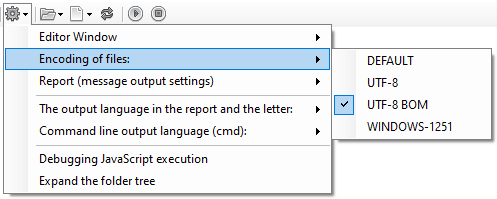 Editor Window
Encoding of files:
Report (message output settings)
The output language in the report and the letter:
Command line output language (cmd):
Debugging JavaScript execution
Expand the folder tree
DEFAULT
UTF-8
UTF-8 BOM
WINDOWS-1251